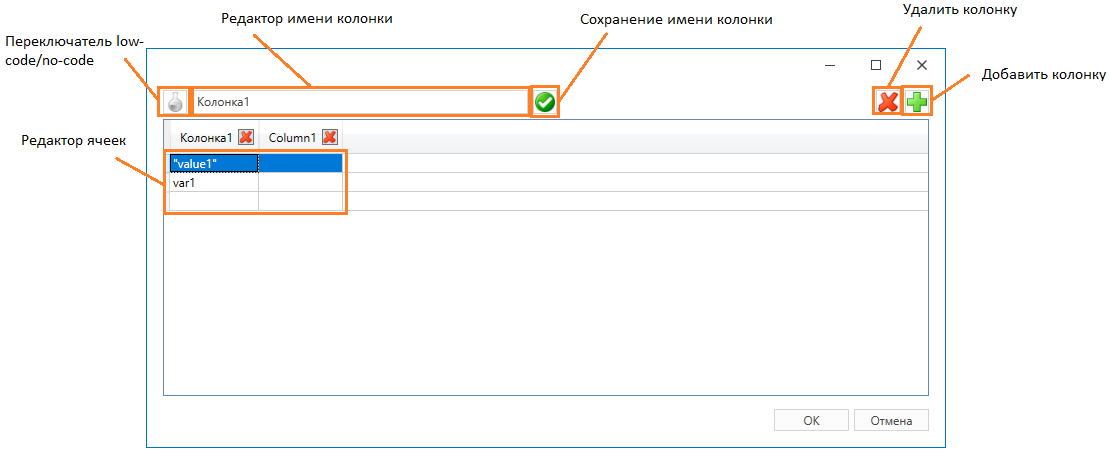 Удалить колонку
Редактор имени колонки
Сохранение имени колонки
Переключатель low-
code/no-code
Добавить колонку
Колонка1
Редактор ячеек
Колонка1 Column1
"value1"
var1
OK Отмена